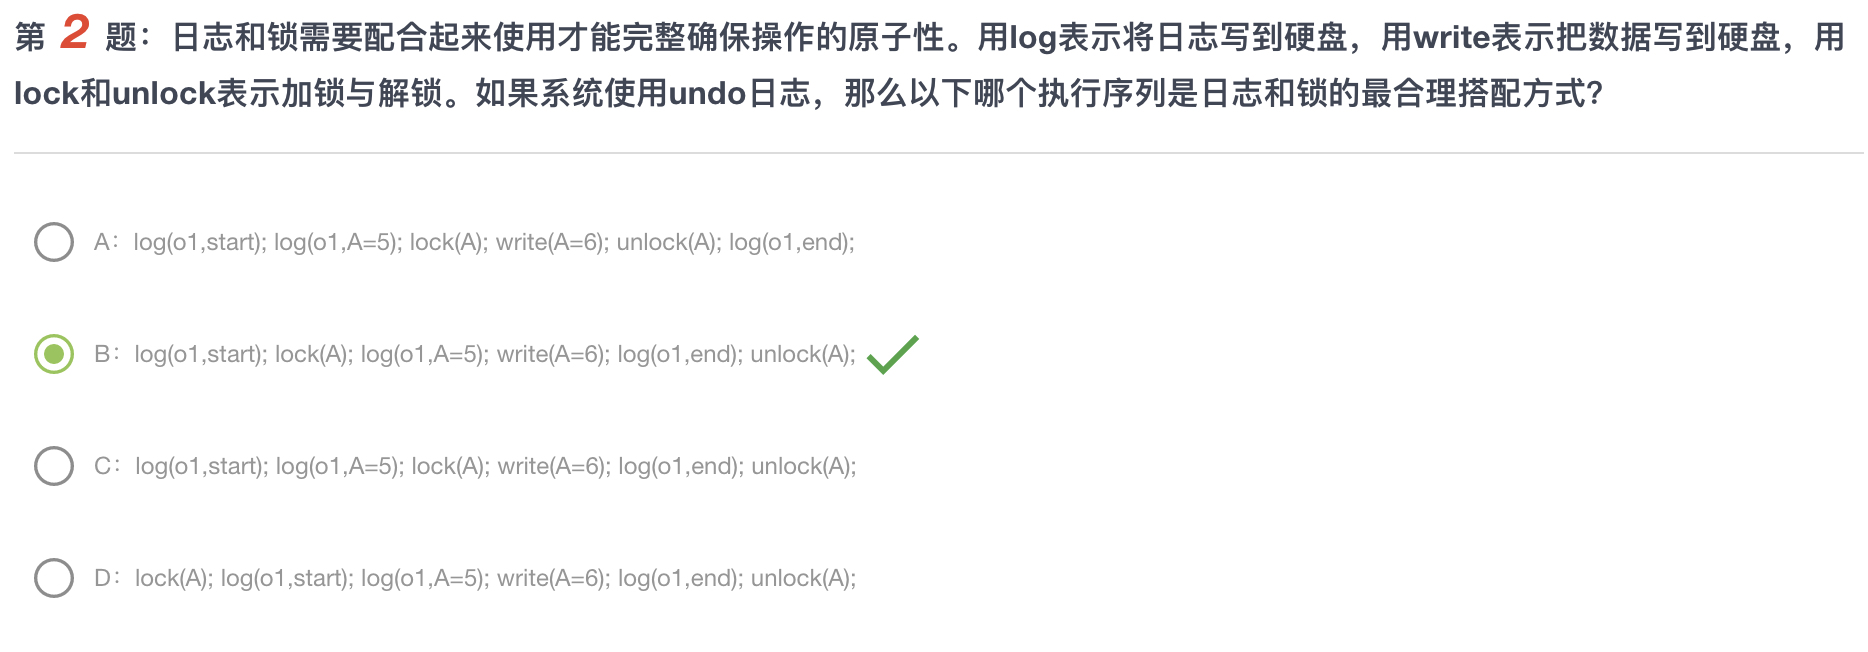 第 2 题：日志和锁需要配合起来使用才能完整确保操作的原子性。用log表示将日志写到硬盘，用write表示把数据写到硬盘，用
lock和unlock表示加锁与解锁。如果系统使用undo日志，那么以下哪个执行序列是日志和锁的最合理搭配方式?
A： log(o1,start); log(o1,A=5); lock(A); write(A=6); unlock(A); log(o1,end);
B： log(o1,start); lock(A); log(o1,A=5); write(A=6); log(o1,end); unlock(A);
C： log(o1,start); log(o1,A=5); lock(A); write(A=6); log(o1,end); unlock(A);
D： lock(A); log(o1,start); log(o1,A=5); write(A=6); log(o1,end); unlock(A);